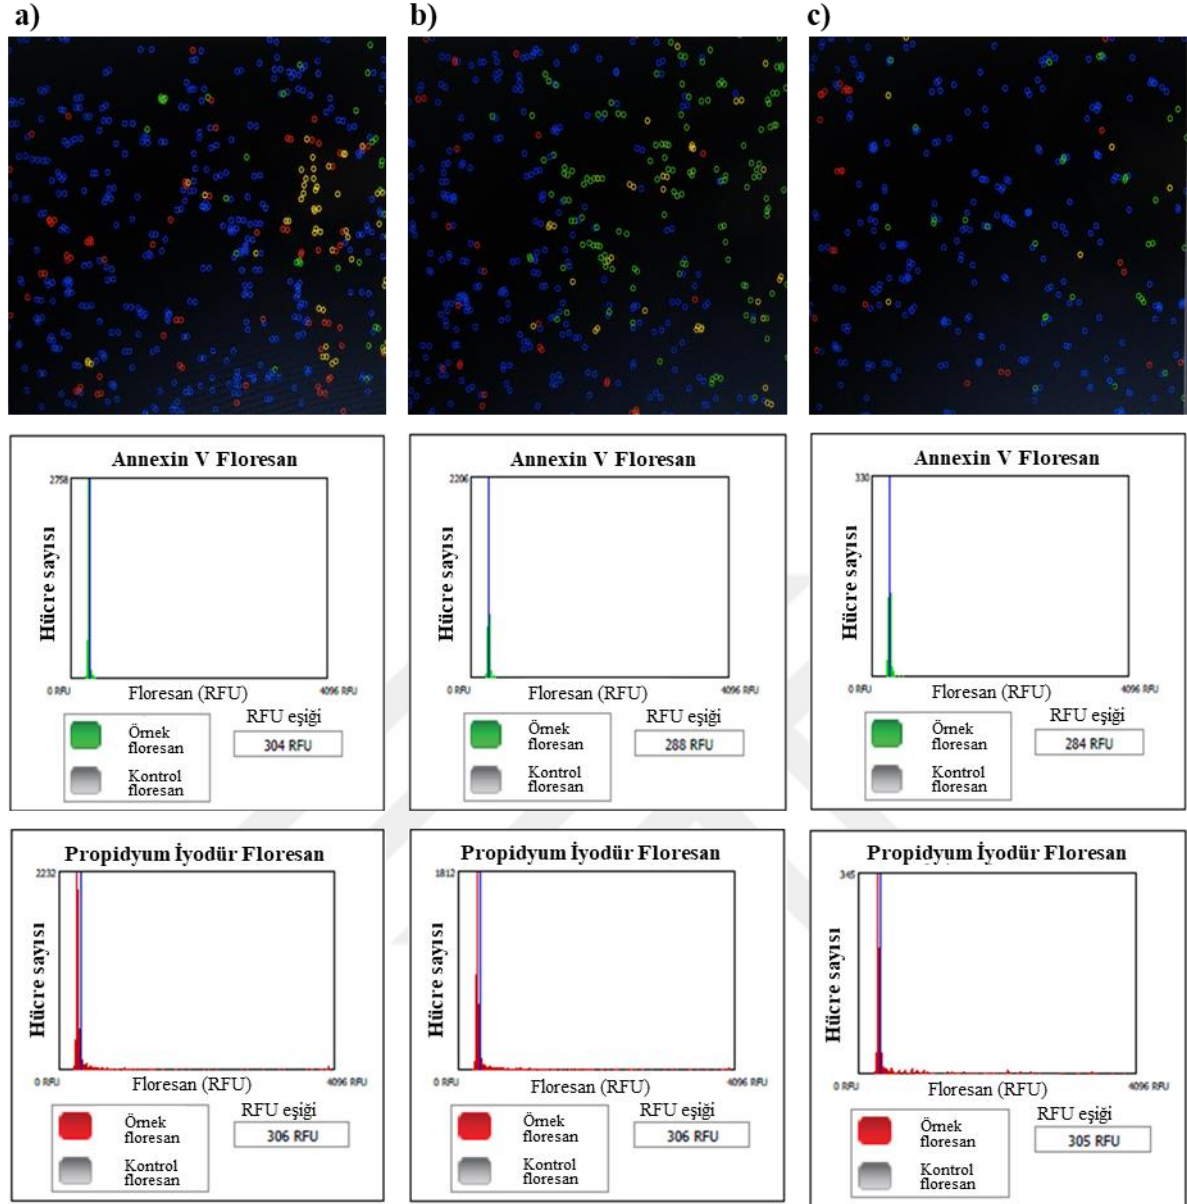 a)
b)
c)
Annexin V Floresan
2758
Hücre sayısı
0 RFU
Floresan (RFU)
4096 RFU
Örnek
floresan
Kontrol
floresan
RFU eşiği
304 RFU
Annexin V Floresan
2206
Hücre sayısı
0 RFU
Floresan (RFU)
4096 RFU
Örnek
floresan
Kontrol
floresan
RFU eşiği
288 RFU
Annexin V Floresan
330
Hücre sayısı
0 RFU
Floresan (RFU)
4096 RFU
Örnek
floresan
Kontrol
floresan
RFU eşiği
284 RFU
Propidyum İyodür Floresan
2232
Hücre sayısı
0 RFU
Floresan (RFU)
4096 RFU
Örnek
floresan
Kontrol
floresan
RFU eşiği
306 RFU
Propidyum İyodür Floresan
1812
Hücre sayısı
0 RFU
Floresan (RFU)
4096 RFU
Örnek
floresan
Kontrol
floresan
RFU eşiği
306 RFU
Propidyum İyodür Floresan
345
Hücre sayısı
0 RFU
Floresan (RFU)
4096 RFU
Örnek
floresan
Kontrol
floresan
RFU eşiği
305 RFU